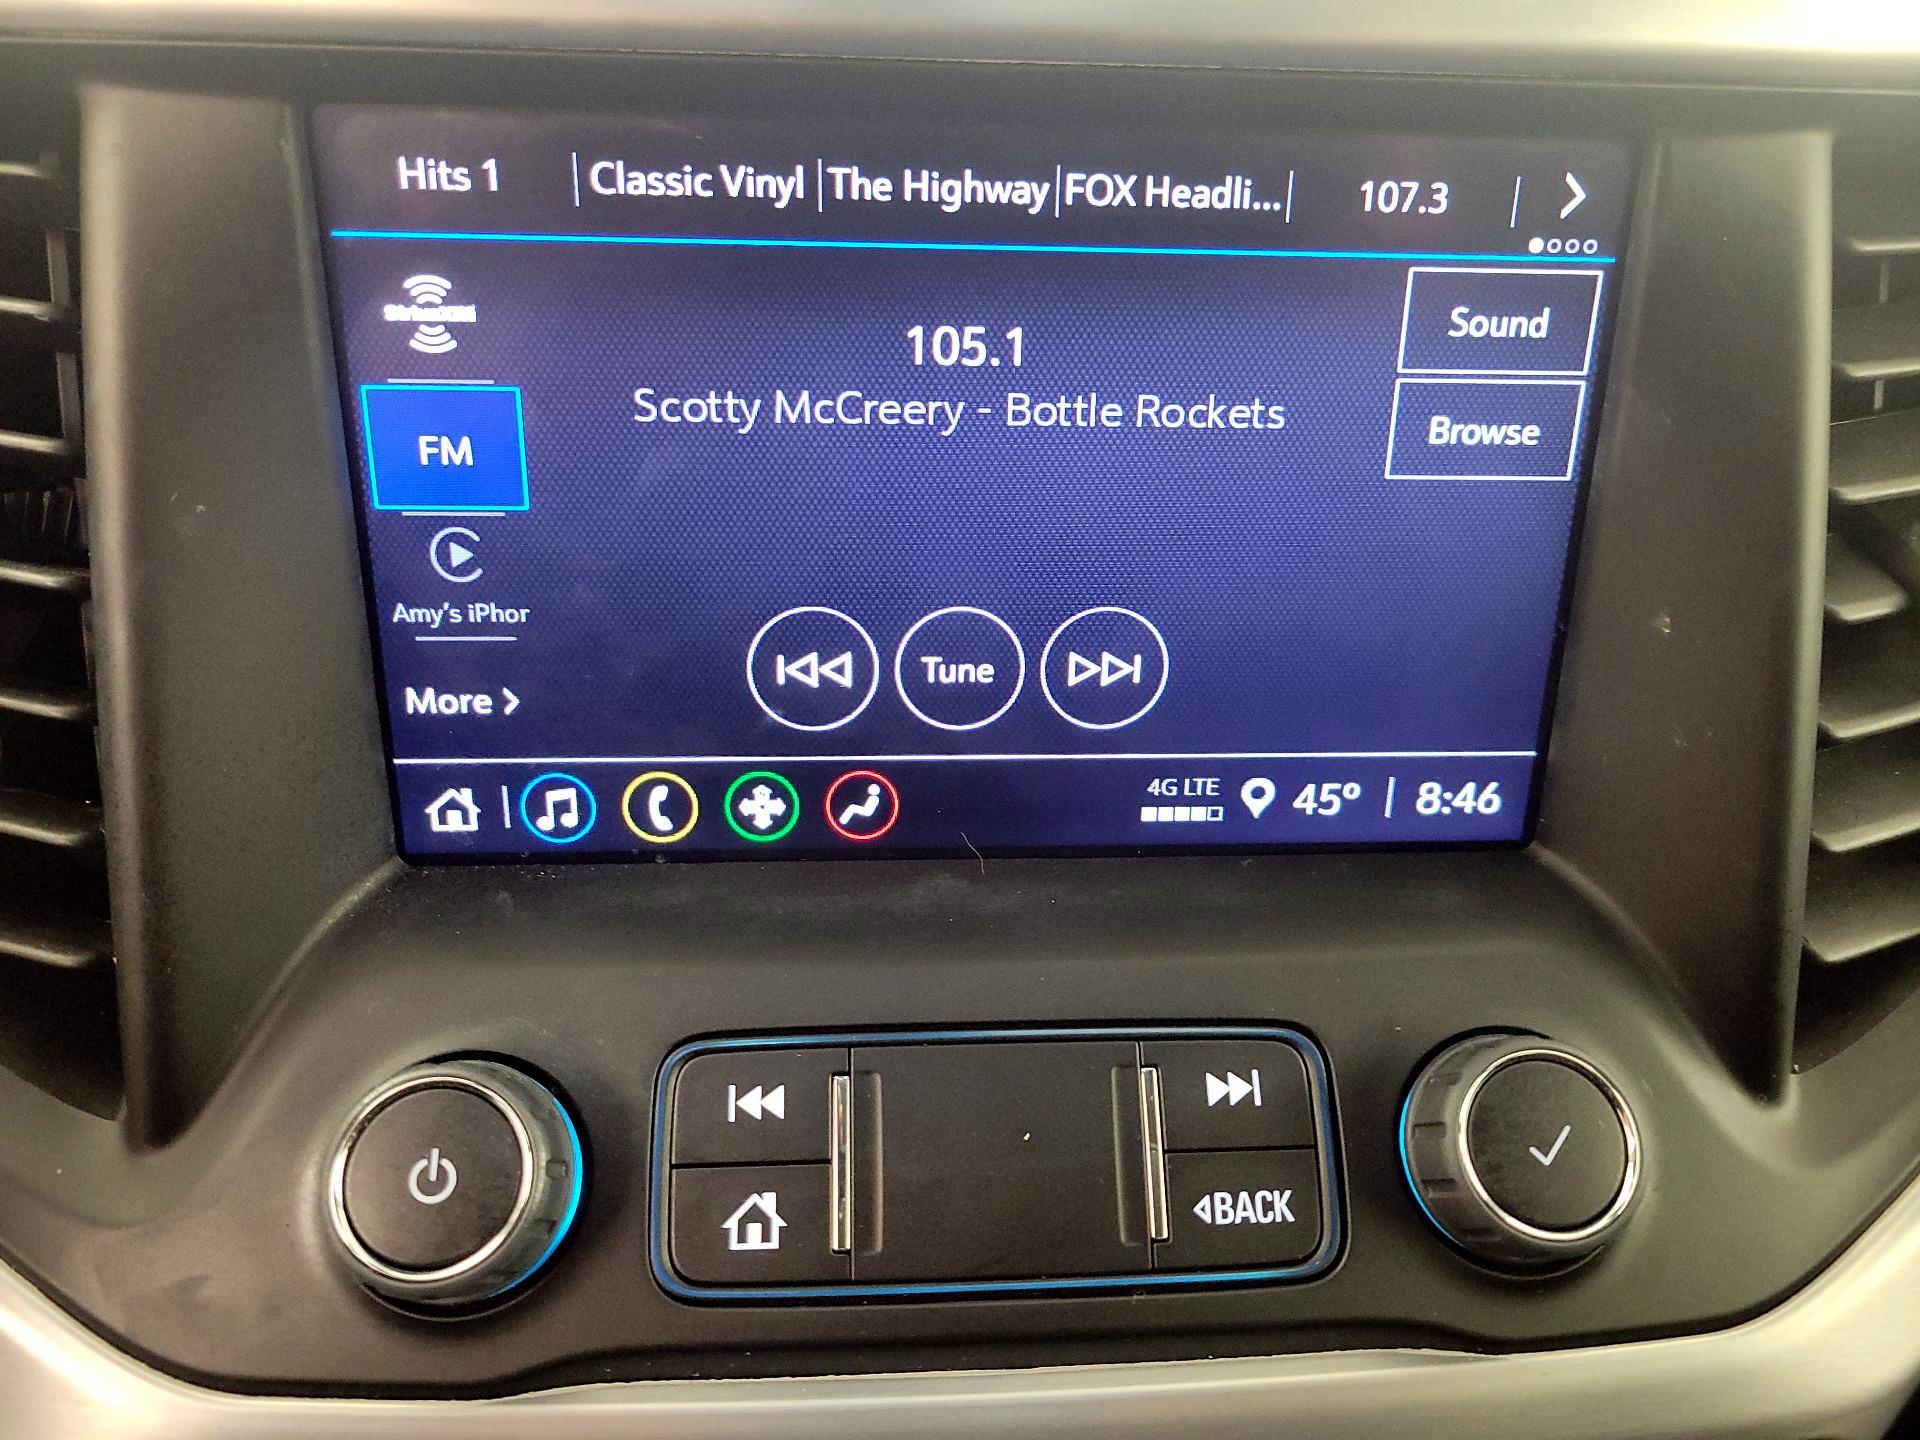 Hits 1 Classic Vinyl The Highway FOX Headli... 107.3
SiriusXM
Sound
105.1
Scotty McCreery - Bottle Rockets
Browse
FM
Amy's iPhor
Tune
More
4G LTE 45° 8:46
BACK